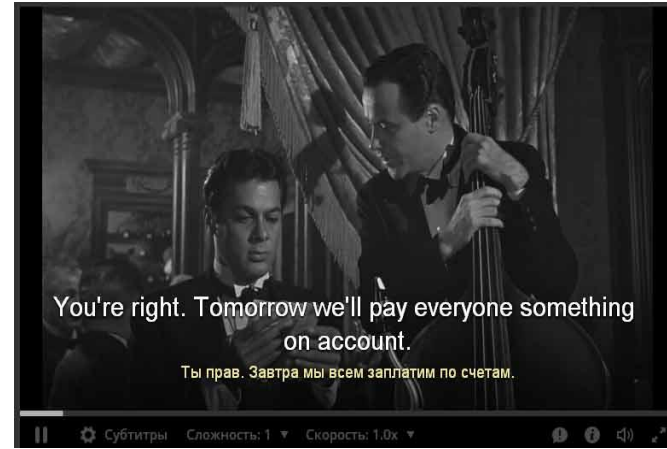 You're right. Tomorrow we'll pay everyone something
on account.
Ты прав. Завтра мы всем заплатим по счетам.
Субтитры Сложность: 1 Скорость: 1.0x